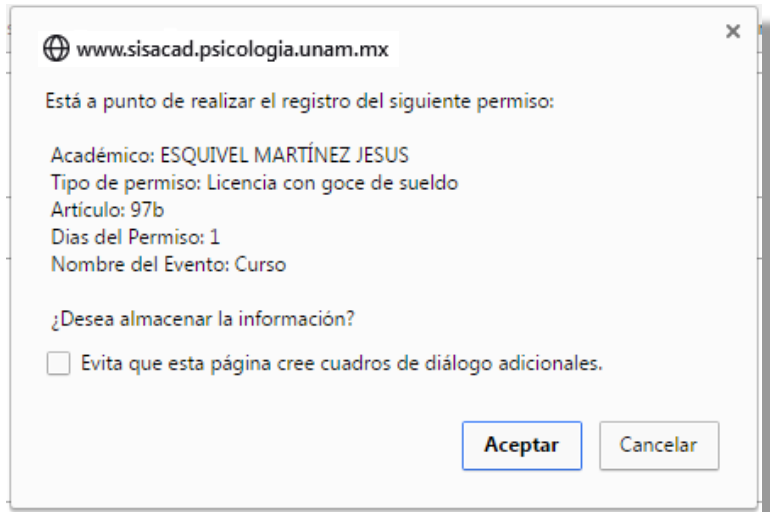 www.sisacad.psicologia.unam.mx
Está a punto de realizar el registro del siguiente permiso:
Académico: ESQUIVEL MARTÍNEZ JESUS
Tipo de permiso: Licencia con goce de sueldo
Artículo: 97b
Dias del Permiso: 1
Nombre del Evento: Curso
¿Desea almacenar la información?
Evita que esta página cree cuadros de diálogo adicionales.
Aceptar Cancelar